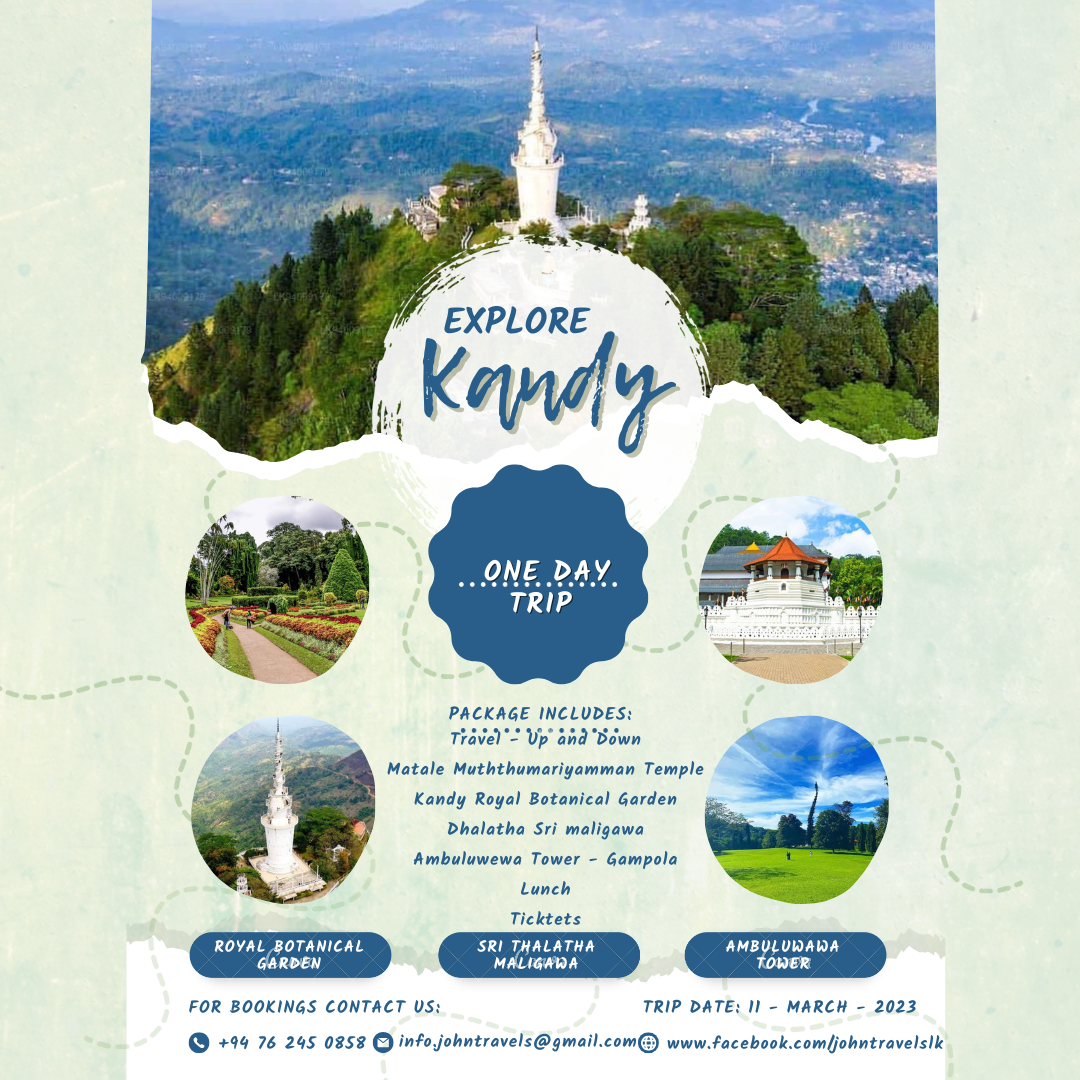 EXPLORE
Kandy
ONE DAY
TRIP
PACKAGE INCLUDES:
Travel - Up and Down
Matale Muththumariyamman Temple
Kandy Royal Botanical Garden
Dhalatha Sri maligawa
Ambuluwewa Tower - Gampola
Lunch
Ticktets
ROYAL BOTANICAL
GARDEN
SRI THALATHA
MALIGAWA
AMBULUWAWA
TOWER
FOR BOOKINGS CONTACT US:
TRIP DATE: 11 - MARCH - 2023
+94 76 245 0858
info.johntravels@gmail.com
www.facebook.com/johntravelslk